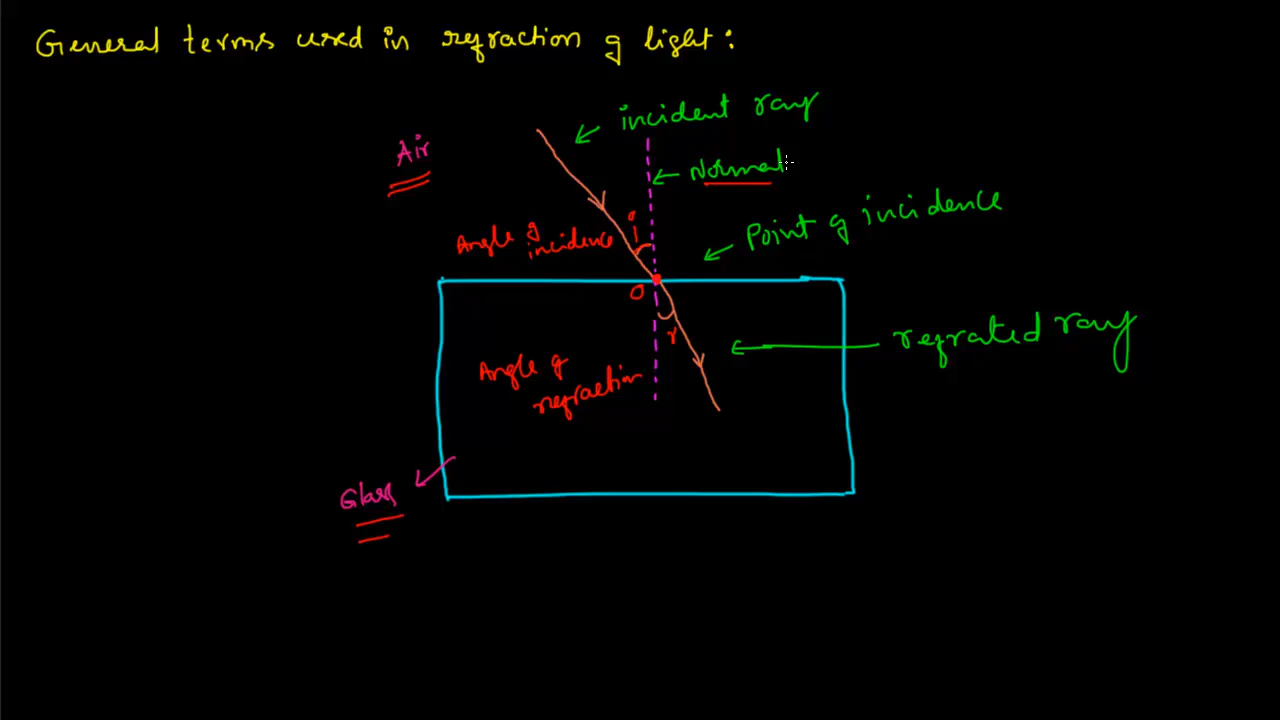 General terms used in refraction of light:
incident ray
Air
Normal
Point of incidence
i
Angle of
incidence
O
r
refrated ray
Angle of
refraction
Glass